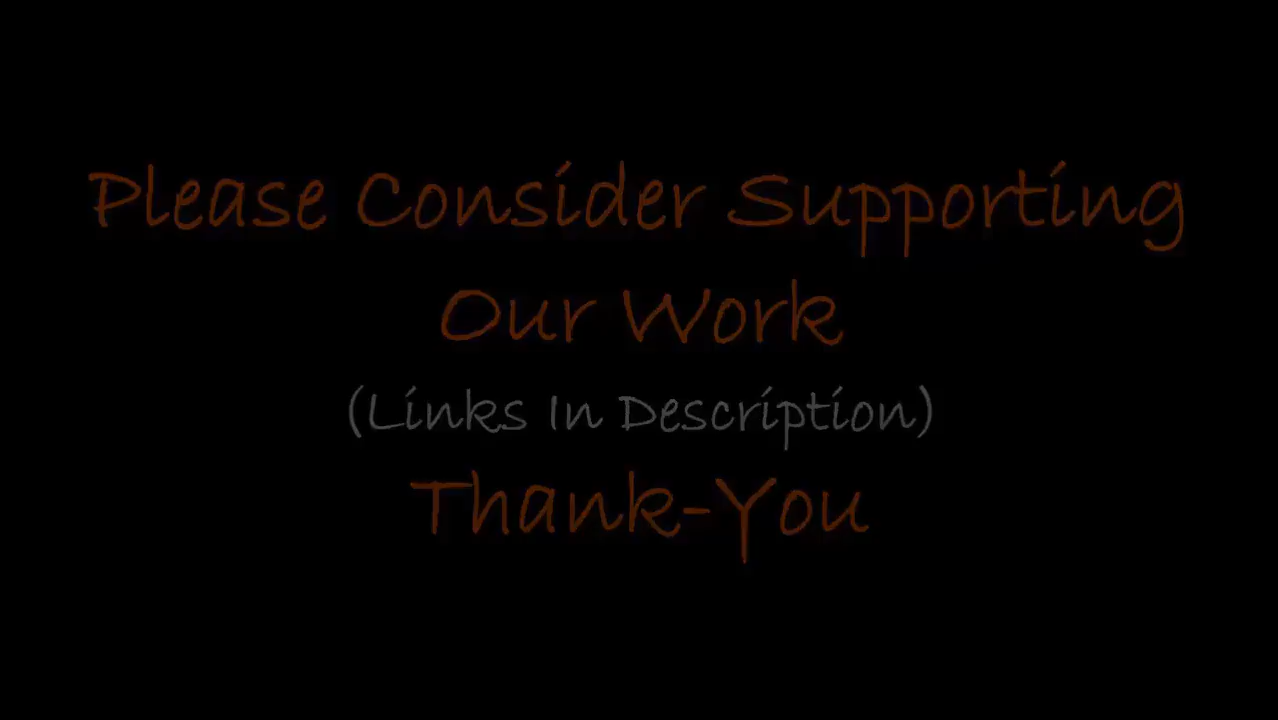 Please Consider Supporting
Our Work
(Links In Description)
Thank-You